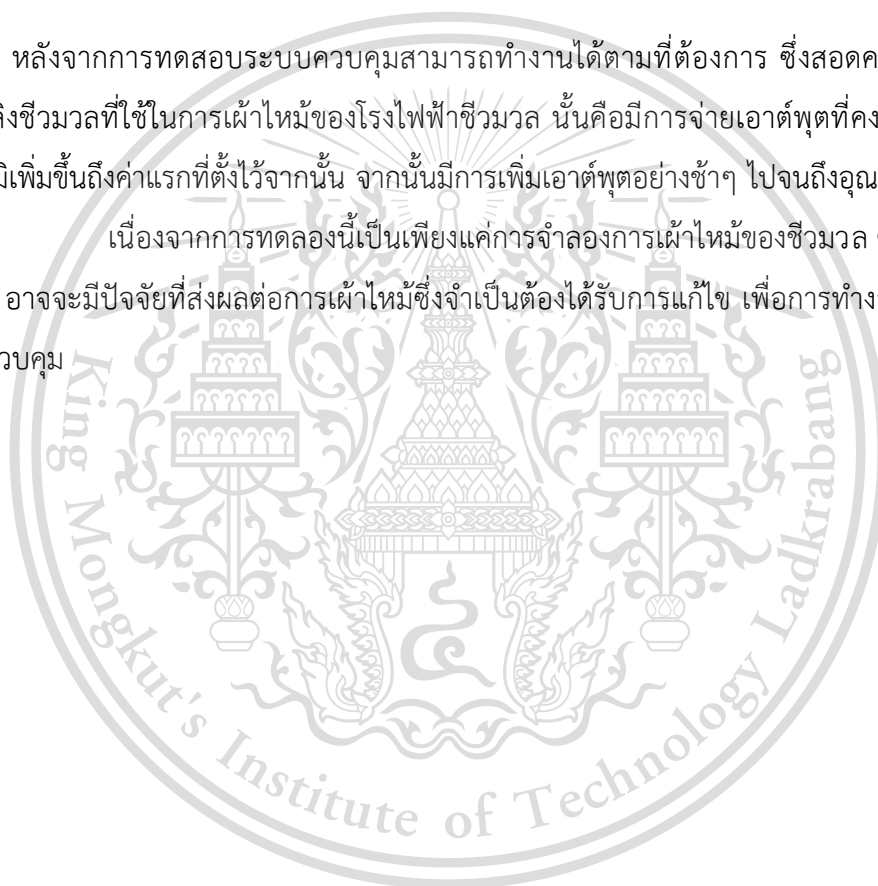 หลังจากการทดสอบระบบควบคุมสามารถทำงานได้ตามที่ต้องการ ซึ่งสอดค
ชีวมวลที่ใช้ในการเผ้าไหม้ของโรงไฟฟ้าชีวมวล นั้นคือมีการจ่ายเอาต์พุตที่คง
เพิ่มขึ้นถึงค่าแรกที่ตั้งไว้จากนั้น จากนั้นมีการเพิ่มเอาต์พุตอย่างช้าๆ ไปจนถึงอุณ
เนื่องจากการทดลองนี้เป็นเพียงแค่การจำลองการเผ้าไหม้ของชีวมวล
อาจจะมีปัจจัยที่ส่งผลต่อการเผ้าไหม้ซึ่งจำเป็นต้องได้รับการแก้ไข เพื่อการทำง
วบคุม
King Mongkut's Institute of Technology Ladkrabang